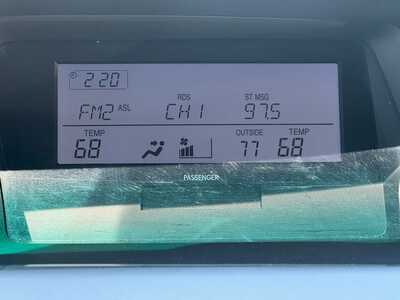 2:20
RDS ST MSG
FM2 ASL CH1 97.5
TEMP OUTSIDE TEMP
68 77 68
PASSENGER